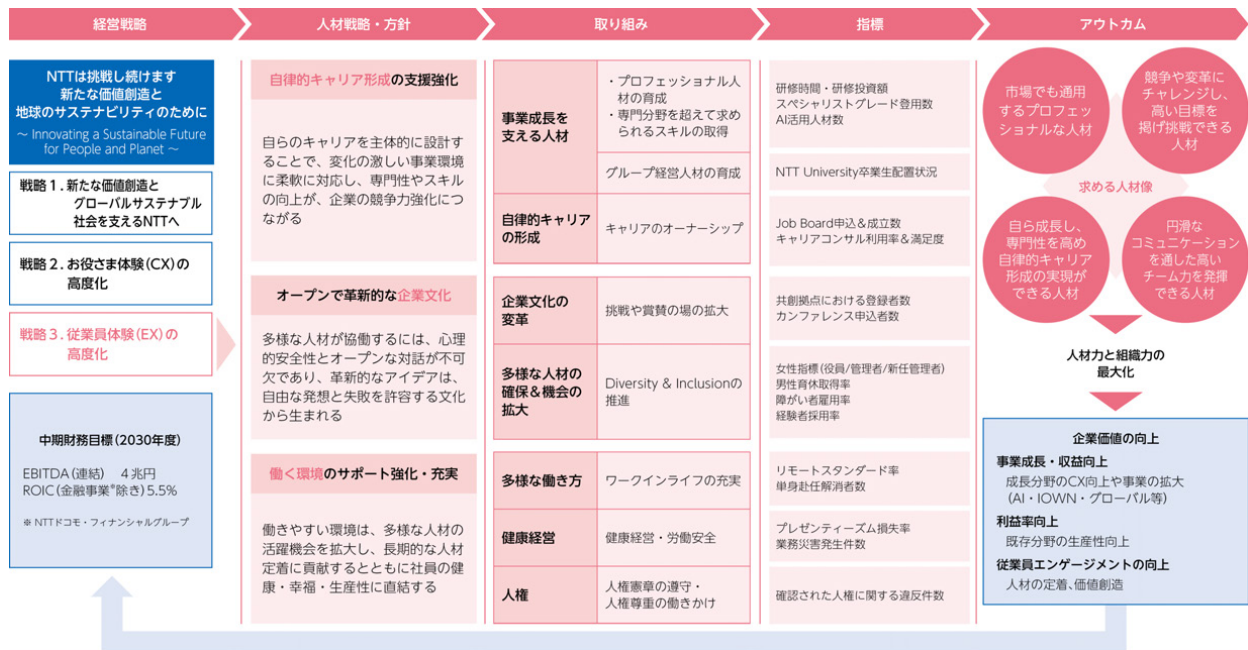 経営戦略
人材戦略・方針
取り組み
指標
アウトカム
NTTは挑戦し続けます
新たな価値創造と
地球のサステナビリティのために
～ Innovating a Sustainable Future
for People and Planet ～
戦略1．新たな価値創造と
グローバルサステナブル
社会を支えるNTTへ
戦略2．お役さま体験（CX）の
高度化
戦略3．従業員体験（EX）の
高度化
中期財務目標（2030年度）
EBITDA（連結） 4兆円
ROIC（金融事業※除き）5.5%
※ NTTドコモ・フィナンシャルグループ
自律的キャリア形成の支援強化
自らのキャリアを主体的に設計す
ることで、変化の激しい事業環境
に柔軟に対応し、専門性やスキル
の向上が、企業の競争力強化につ
ながる
オープンで革新的な企業文化
多様な人材が協働するには、心理
的安全性とオープンな対話が不可
欠であり、革新的なアイデアは、
自由な発想と失敗を許容する文化
から生まれる
働く環境のサポート強化・充実
働きやすい環境は、多様な人材の
活躍機会を拡大し、長期的な人材
定着に貢献するとともに社員の健
康・幸福・生産性に直結する
事業成長を
支える人材
・プロフェッショナル人
材の育成
・専門分野を超えて求め
られるスキルの取得
グループ経営人材の育成
自律的キャリア
の形成
キャリアのオーナーシップ
企業文化の
変革
挑戦や賞賛の場の拡大
多様な人材の
確保＆機会の
拡大
Diversity & Inclusionの
推進
多様な働き方
ワークインライフの充実
健康経営
健康経営・労働安全
人権
人権憲章の遵守・
人権尊重の働きかけ
研修時間・研修投資額
スペシャリストグレード登用数
AI活用人材数
NTT University卒業生配置状況
Job Board申込＆成立数
キャリアコンサル利用率＆満足度
共創拠点における登録者数
カンファレンス申込者数
女性指標（役員/管理者/新任管理者）
男性育休取得率
障がい者雇用率
経験者採用率
リモートスタンダード率
単身赴任解消者数
プレゼンティーズム損失率
業務災害発生件数
確認された人権に関する違反件数
市場でも通用
するプロフェッ
ショナルな人材
競争や変革に
チャレンジし、
高い目標を
掲げ挑戦できる
人材
求める人材像
自ら成長し、
専門性を高め
自律的キャリア
形成の実現が
できる人材
円滑な
コミュニケーション
を通した高い
チーム力を発揮
できる人材
人材力と組織力の
最大化
企業価値の向上
事業成長・収益向上
成長分野のCX向上や事業の拡大
（AI・IOWN・グローバル等）
利益率向上
既存分野の生産性向上
従業員エンゲージメントの向上
人材の定着、価値創造